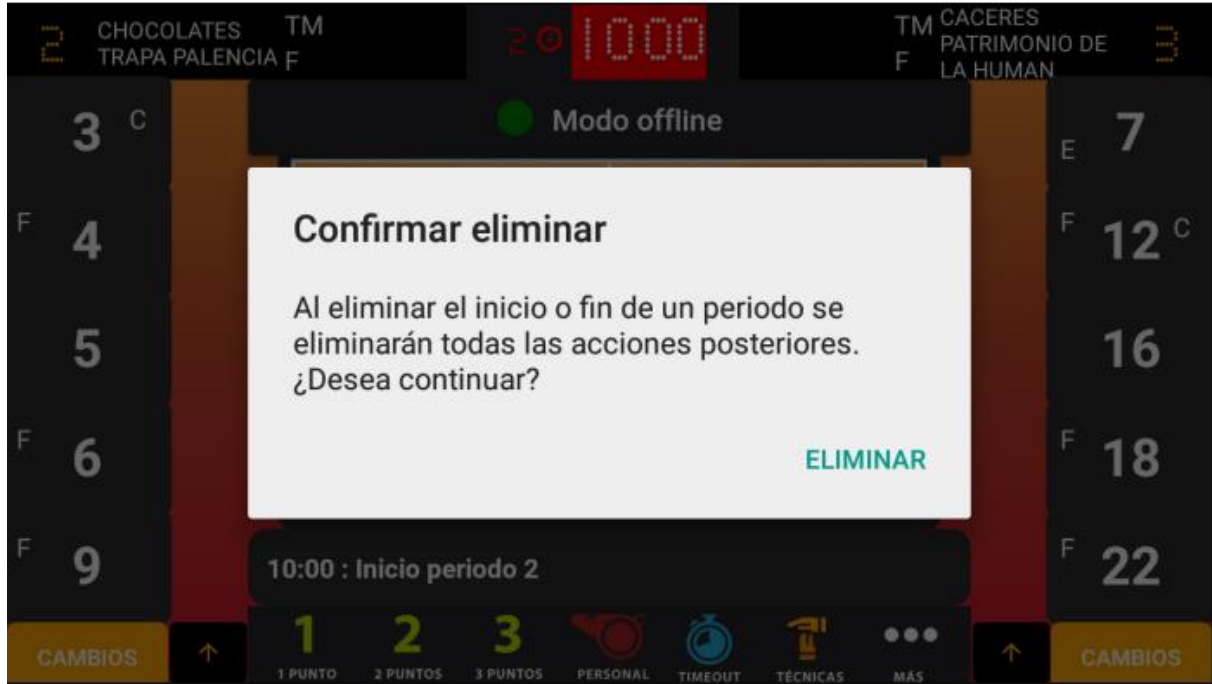 2
CHOCOLATES
TRAPA PALENCIA
TM
F
2
10:00
TM
F
CACERES
PATRIMONIO DE
LA HUMAN
3
3 C
F 4
5
F 6
F 9
CAMBIOS
Modo offline
Confirmar eliminar
Al eliminar el inicio o fin de un periodo se
eliminarán todas las acciones posteriores.
¿Desea continuar?
ELIMINAR
10:00 : Inicio periodo 2
1 2 3
1 PUNTO 2 PUNTOS 3 PUNTOS PERSONAL TIMEOUT TÉCNICAS MÁS
E 7
F 12 C
16
F 18
F 22
CAMBIOS